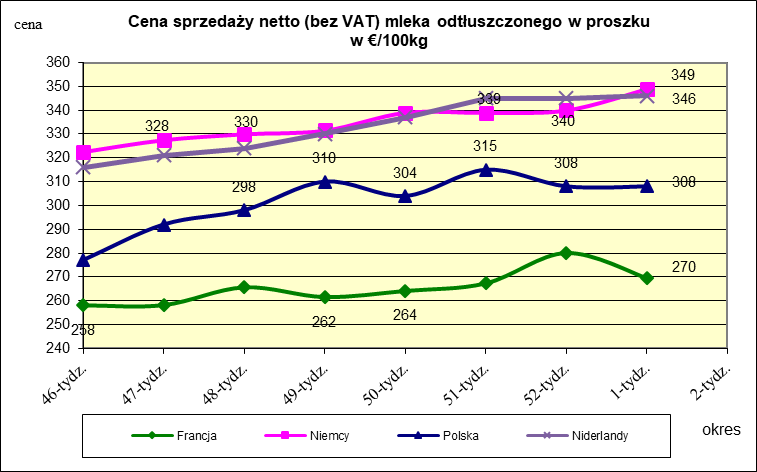 cena
Cena sprzedaży netto (bez VAT) mleka odtłuszczonego w proszku
w €/100kg
360
350
340
330
320
310
300
290
280
270
260
250
240
328
330
339
340
349
346
298
310
304
315
308
308
258
262
264
270
46-tydz.
47-tydz.
48-tydz.
49-tydz.
50-tydz.
51-tydz.
52-tydz.
1-tydz.
2-tydz.
okres
Francja Niemcy Polska Niderlandy